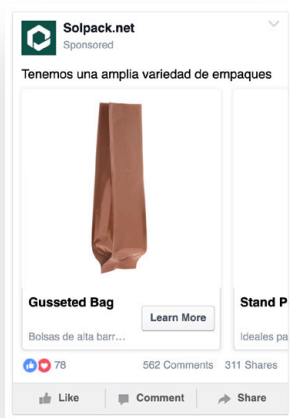 Solpack.net
Sponsored
Tenemos una amplia variedad de empaques
Gusseted Bag
Learn More
Bolsas de alta barr...
Stand P
Ideales pa
78
562 Comments 311 Shares
Like Comment Share